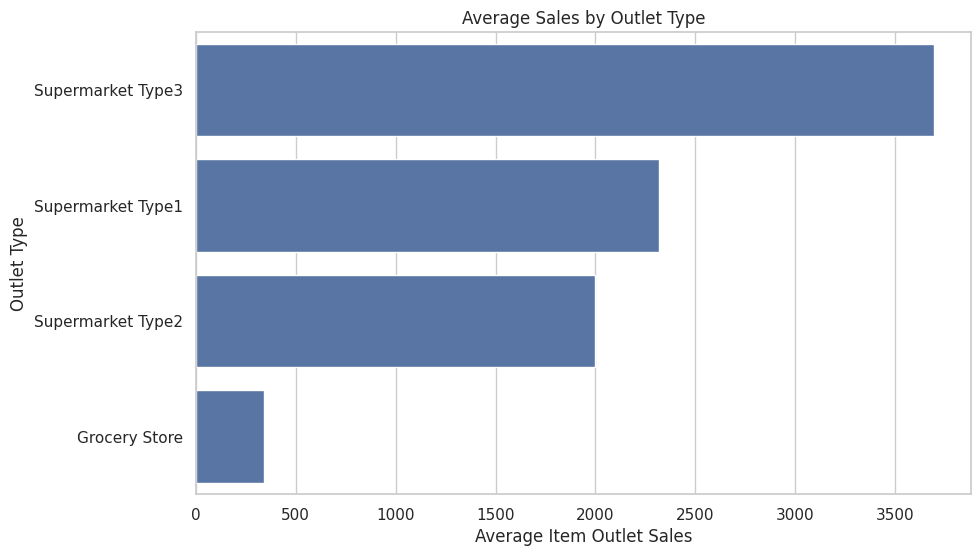 Average Sales by Outlet Type
Supermarket Type3
Supermarket Type1
Supermarket Type2
Grocery Store
Outlet Type
0 500 1000 1500 2000 2500 3000 3500
Average Item Outlet Sales